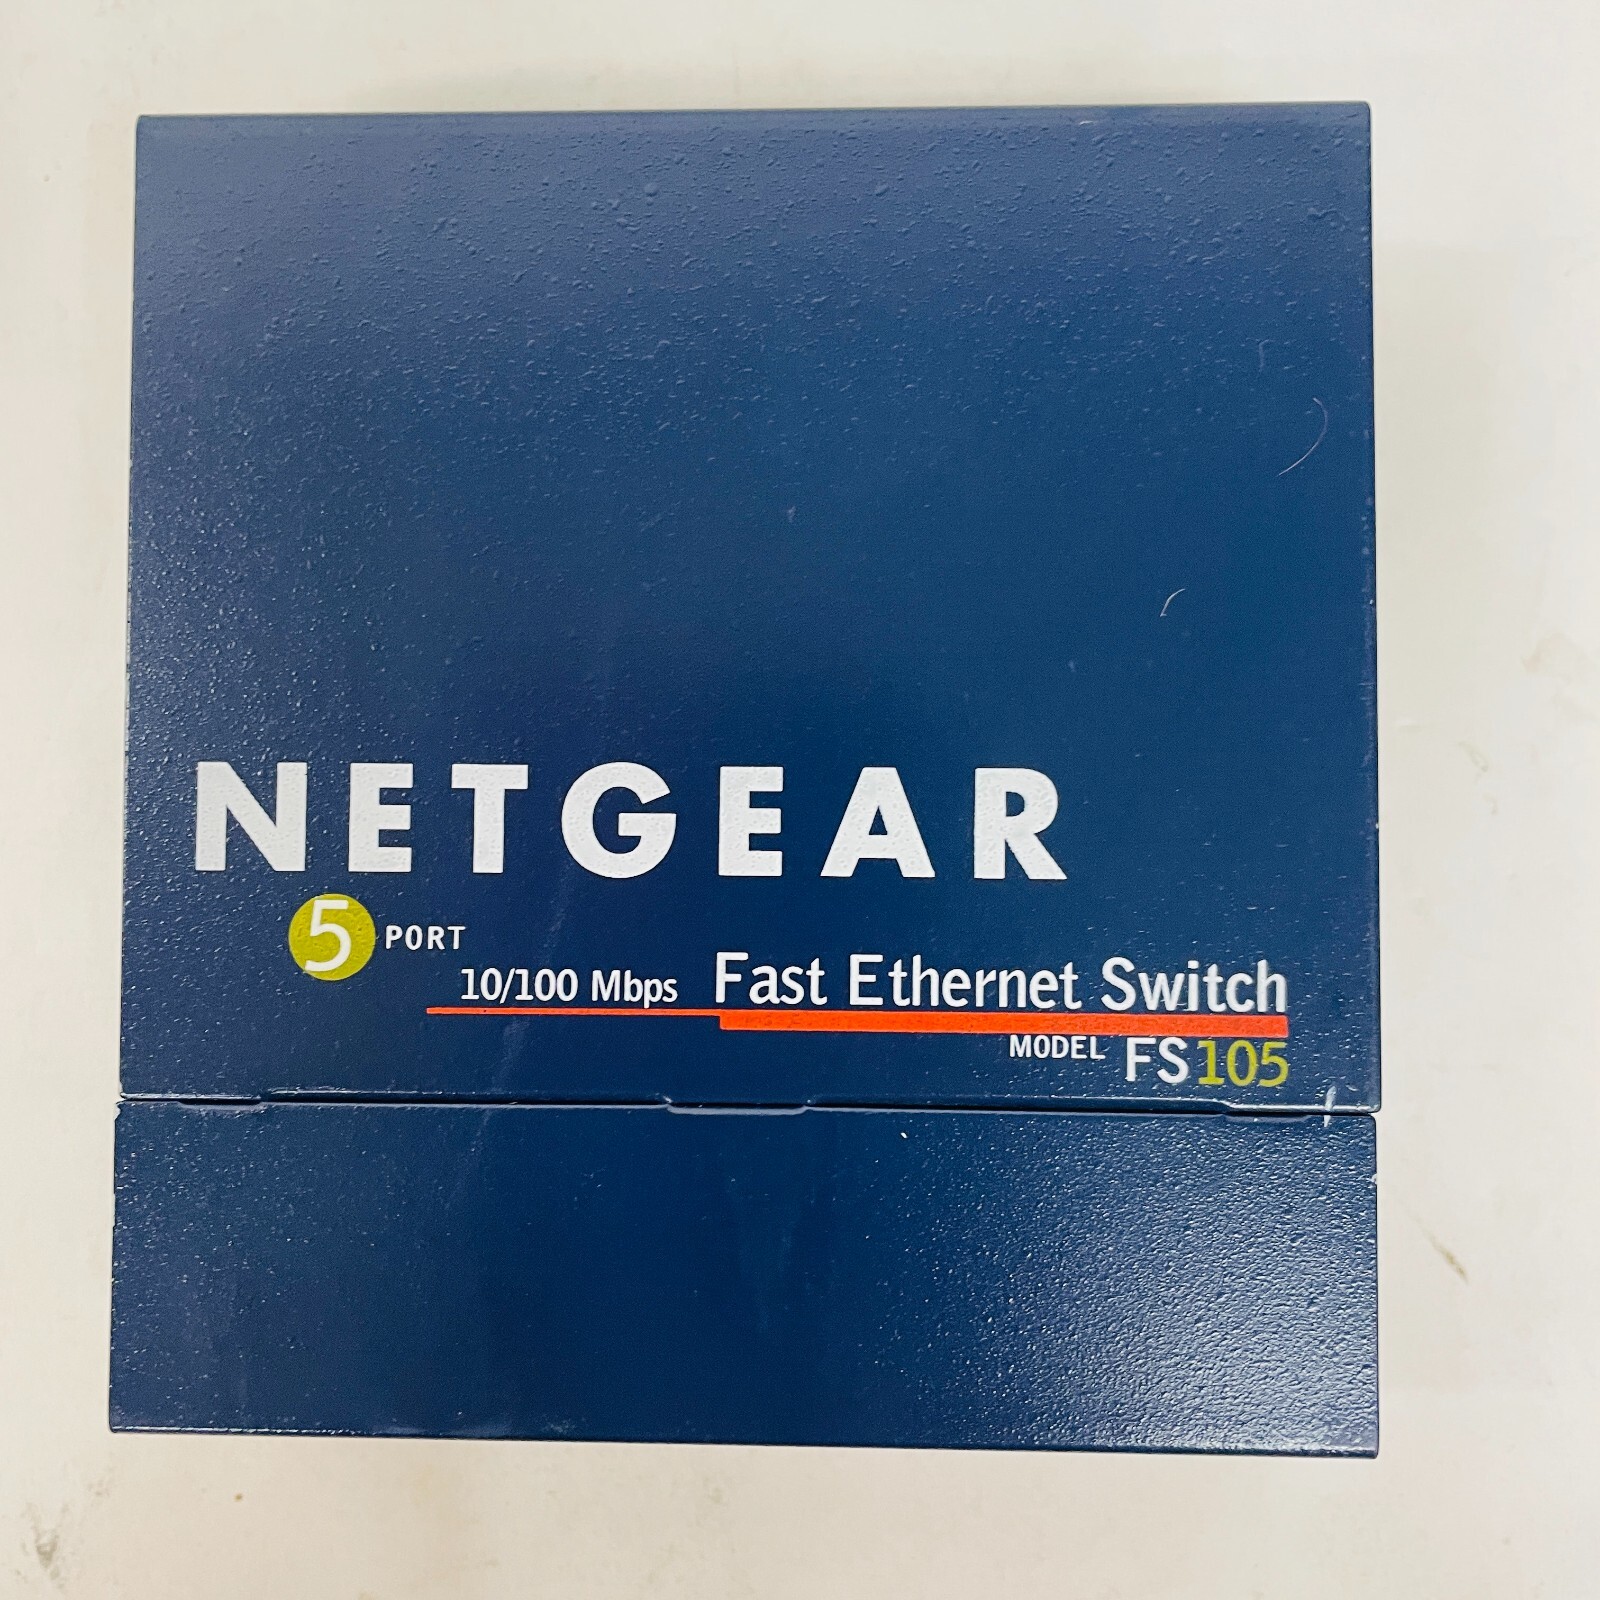 NETGEAR
5 PORT
10/100 Mbps Fast Ethernet Switch
MODEL FS105